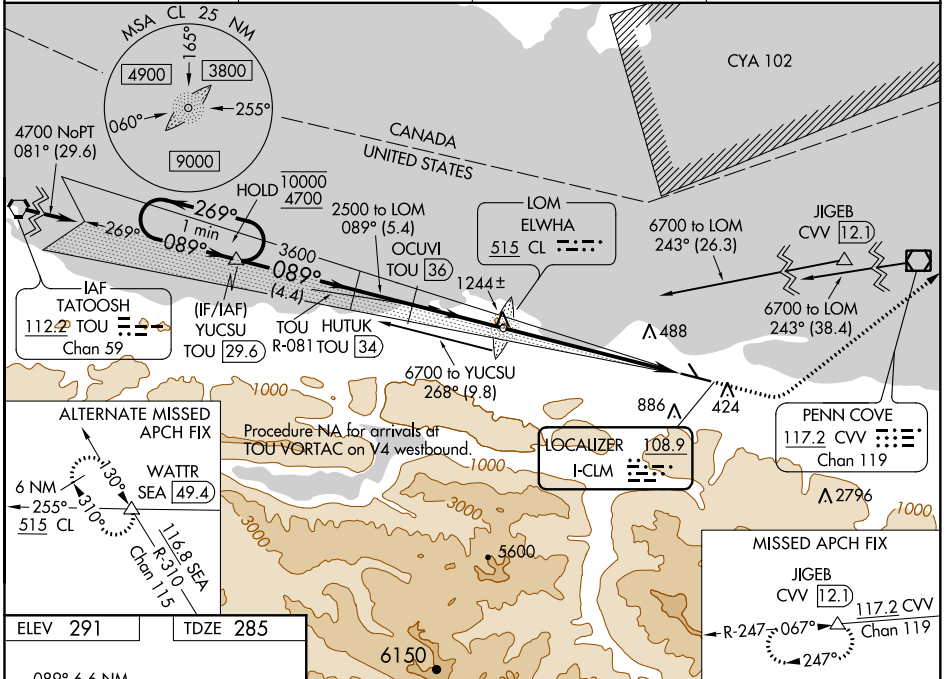 MSA CL 25 NM
165°
4900
3800
060°
255°
9000
CYA 102
4700 NoPT
081° (29.6)
CANADA
UNITED STATES
HOLD 10000
4700
269°
269°
1 min
089°
3600
089°
(4.4)
2500 to LOM
089° (5.4)
OCUVI
TOU 36
LOM
ELWHA
515 CL
1244±
6700 to LOM
243° (26.3)
JIGEB
CVV 12.1
6700 to LOM
243° (38.4)
IAF
TATOOSH
112.2 TOU
Chan 59
(IF/IAF)
YUCSU
TOU 29.6
TOU
R-081
HUTUK
TOU 34
6700 to YUCSU
268° (9.8)
488
886
424
PENN COVE
117.2 CVV
Chan 119
1000
ALTERNATE MISSED
APCH FIX
Procedure NA for arrivals at
TOU VORTAC on V4 westbound.
LOCALIZER 108.9
I-CLM
1000
3000
3000
2796
1000
130°
WATTR
SEA 49.4
6 NM
255°
515 CL
310°
116.8 SEA
R-310
Chan 115
5600
6150
MISSED APCH FIX
JIGEB
CVV 12.1
117.2 CVV
Chan 119
R-247
067°
247°
ELEV 291
TDZE 285
089° 6.6 NM